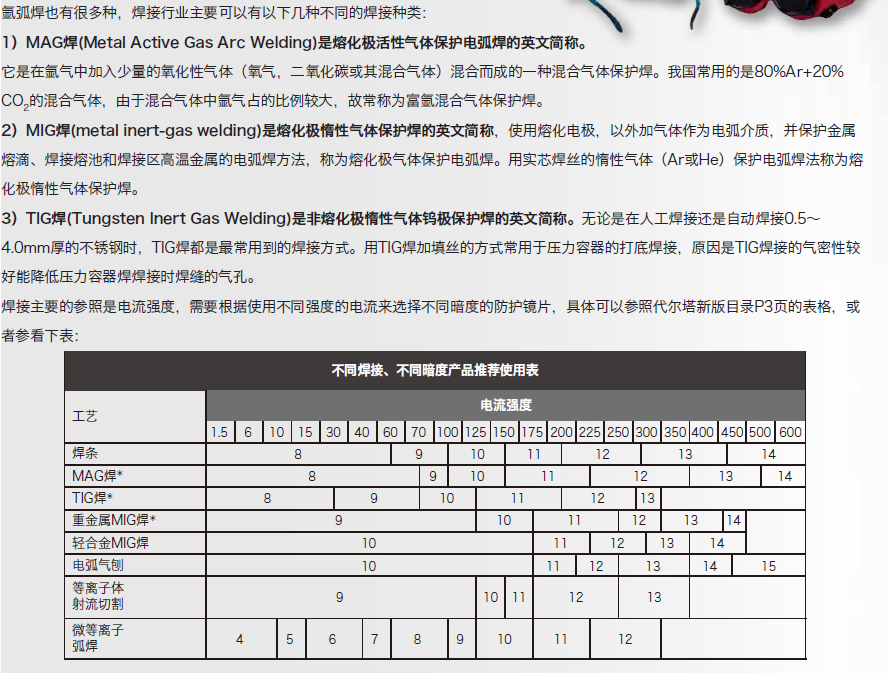 氩弧焊也有很多种，焊接行业主要可以有以下几种不同的焊接种类：
1）MAG焊(Metal Active Gas Arc Welding)是熔化极活性气体保护电弧焊的英文简称。
它是在氩气中加入少量的氧化性气体（氧气，二氧化碳或其混合气体）混合而成的一种混合气体保护焊。我国常用的是80%Ar+20%
CO2的混合气体，由于混合气体中氩气占的比例较大，故常称为富氩混合气体保护焊。
2）MIG焊(metal inert-gas welding)是熔化极惰性气体保护焊的英文简称，使用熔化电极，以外加气体作为电弧介质，并保护金属
熔滴、焊接熔池和焊接区高温金属的电弧焊方法，称为熔化极气体保护电弧焊。用实芯焊丝的惰性气体（Ar或He）保护电弧焊法称为熔
化极惰性气体保护焊。
3）TIG焊(Tungsten Inert Gas Welding)是非熔化极惰性气体钨极保护焊的英文简称。无论是在人工焊接还是自动焊接0.5～
4.0mm厚的不锈钢时，TIG焊都是最常用到的焊接方式。用TIG焊加填丝的方式常用于压力容器的打底焊接，原因是TIG焊接的气密性较
好能降低压力容器焊焊接时焊缝的气孔。
焊接主要的参照是电流强度，需要根据使用不同强度的电流来选择不同暗度的防护镜片，具体可以参照代尔塔新版目录P3页的表格，或
者参看下表：
不同焊接、不同暗度产品推荐使用表
工艺 电流强度
1.5 6 10 15 30 40 60 70 100 125 150 175 200 225 250 300 350 400 450 500 600
焊条 8 9 10 11 12 13 14
MAG焊* 8 9 10 11 12 13 14
TIG焊* 8 9 10 11 12 13
重金属MIG焊* 9 10 11 12 13 14
轻合金MIG焊 10 11 12 13 14
电弧气刨 10 11 12 13 14 15
等离子体
射流切割 9 10 11 12 13
微等离子
弧焊 4 5 6 7 8 9 10 11 12